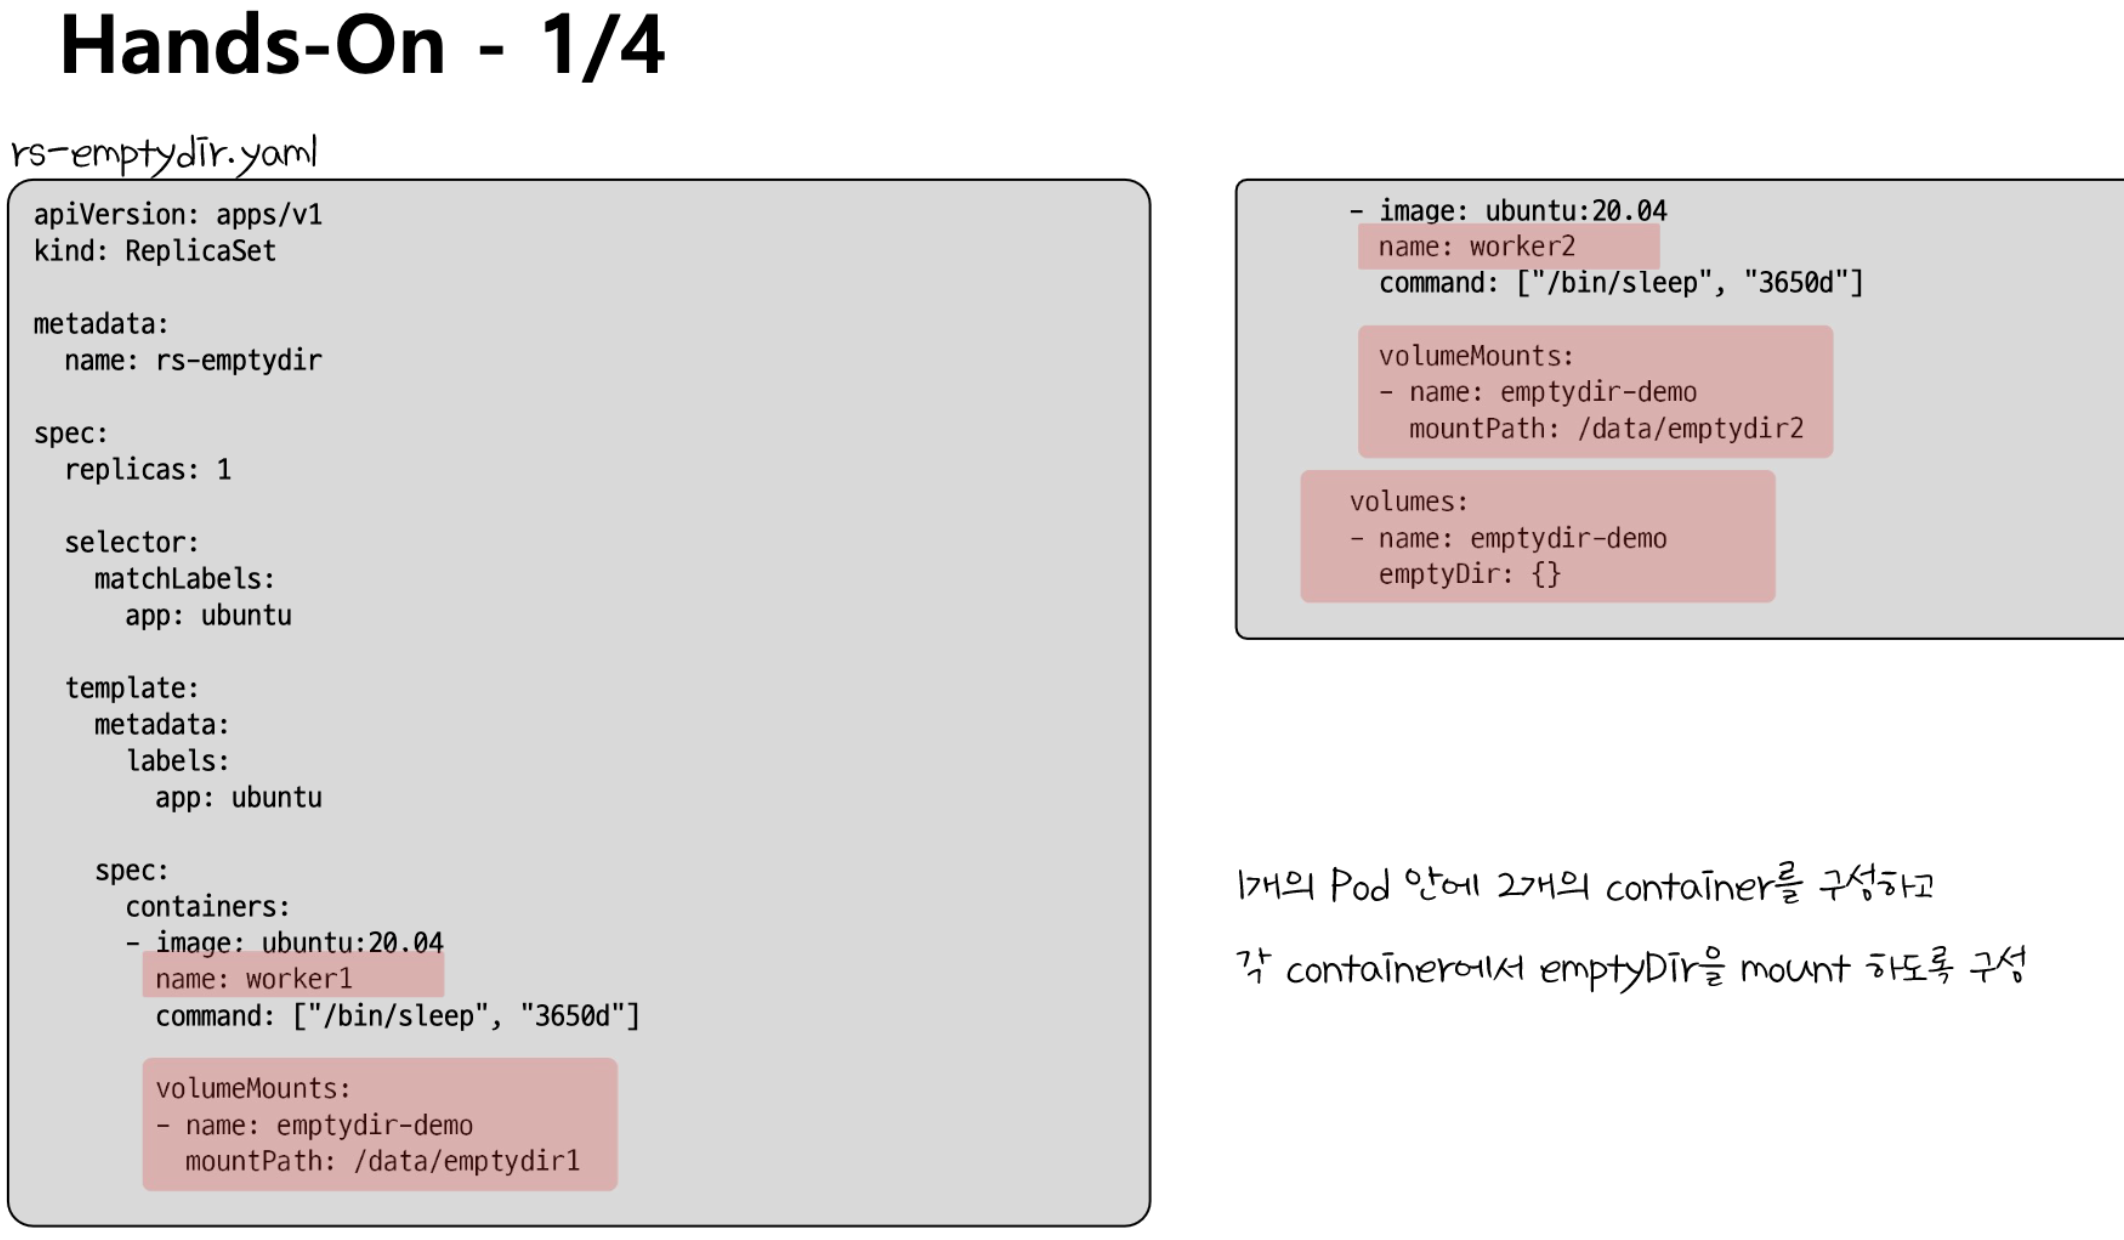 Hands-On - 1/4
rs-emptydir.yaml
apiVersion: apps/v1
kind: ReplicaSet
metadata:
  name: rs-emptydir
spec:
  replicas: 1
  selector:
    matchLabels:
      app: ubuntu
  template:
    metadata:
      labels:
        app: ubuntu
    spec:
      containers:
      - image: ubuntu:20.04
        name: worker1
        command: ["/bin/sleep", "3650d"]
        volumeMounts:
        - name: emptydir-demo
          mountPath: /data/emptydir1
      - image: ubuntu:20.04
        name: worker2
        command: ["/bin/sleep", "3650d"]
        volumeMounts:
        - name: emptydir-demo
          mountPath: /data/emptydir2
      volumes:
      - name: emptydir-demo
        emptyDir: {}
1개의 Pod 안에 2개의 container를 구성하고
각 container에서 emptyDir을 mount 하도록 구성